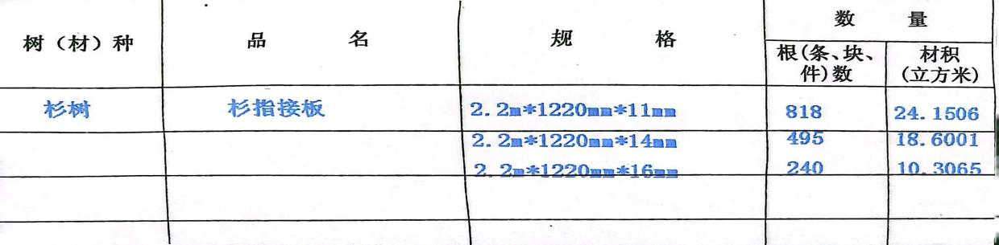 树（材）种 品 名 规 格 数 量
根(条、块、件)数 材积(立方米)
杉树 杉指接板 2.2m*1220mm*11mm 818 24.1506
2.2m*1220mm*14mm 495 18.6001
2.2m*1220mm*16mm 240 10.3065